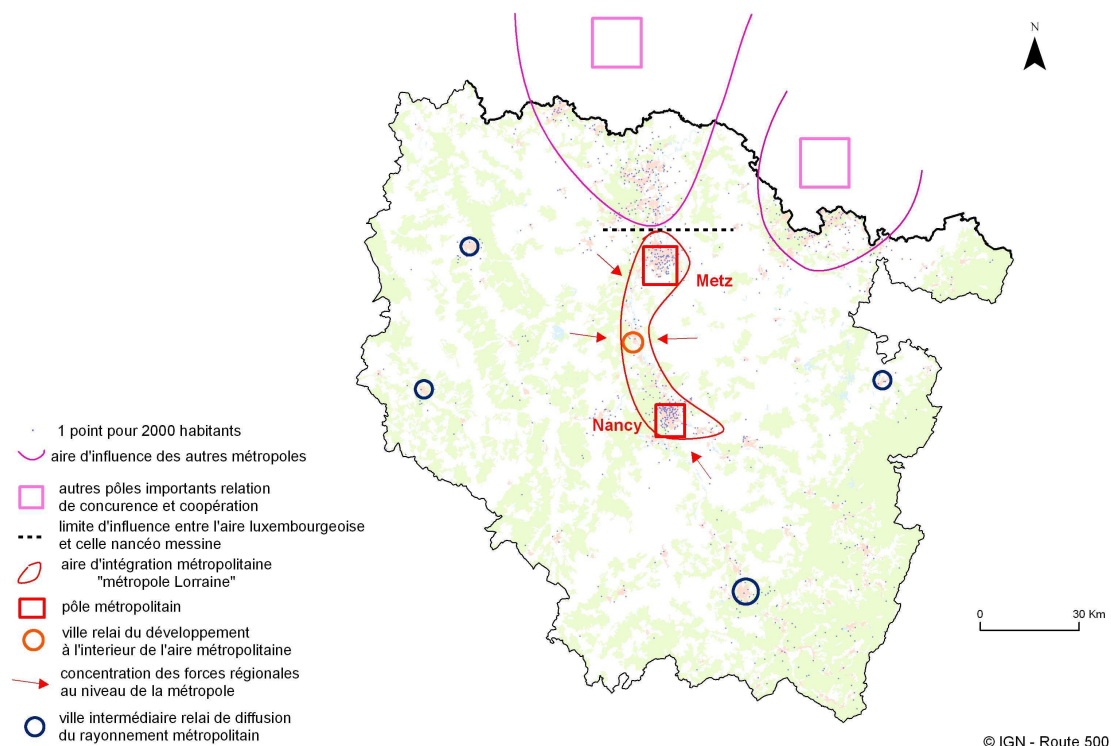 N
Metz
Nancy
1 point pour 2000 habitants
aire d'influence des autres métropoles
autres pôles importants relation
de concurence et coopération
limite d'influence entre l'aire luxembourgeoise
et celle nancéo messine
aire d'intégration métropolitaine
"métropole Lorraine"
pôle métropolitain
ville relai du développement
à l'interieur de l'aire métropolitaine
concentration des forces régionales
au niveau de la métropole
ville intermédiaire relai de diffusion
du rayonnement métropolitain
0 30 Km
© IGN - Route 500